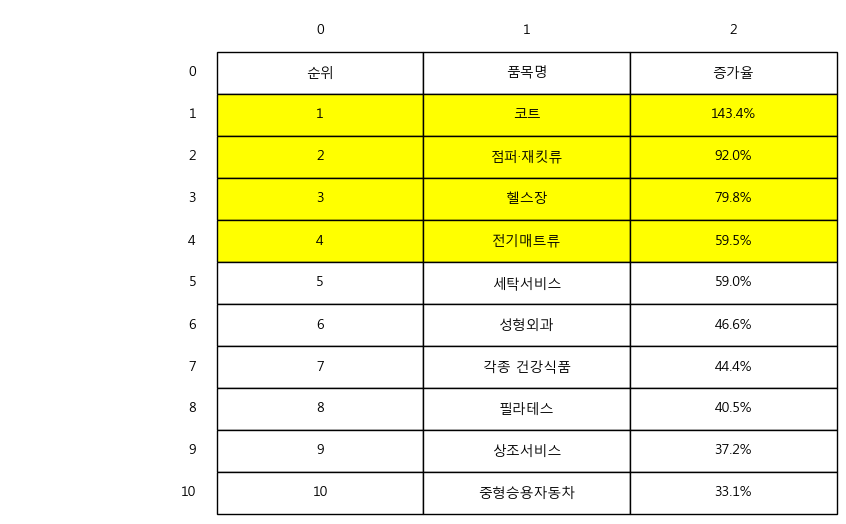 0 1 2
0 순위 품목명 증가율
1 1 코트 143.4%
2 2 점퍼·재킷류 92.0%
3 3 헬스장 79.8%
4 4 전기매트류 59.5%
5 5 세탁서비스 59.0%
6 6 성형외과 46.6%
7 7 각종 건강식품 44.4%
8 8 필라테스 40.5%
9 9 상조서비스 37.2%
10 10 중형승용자동차 33.1%